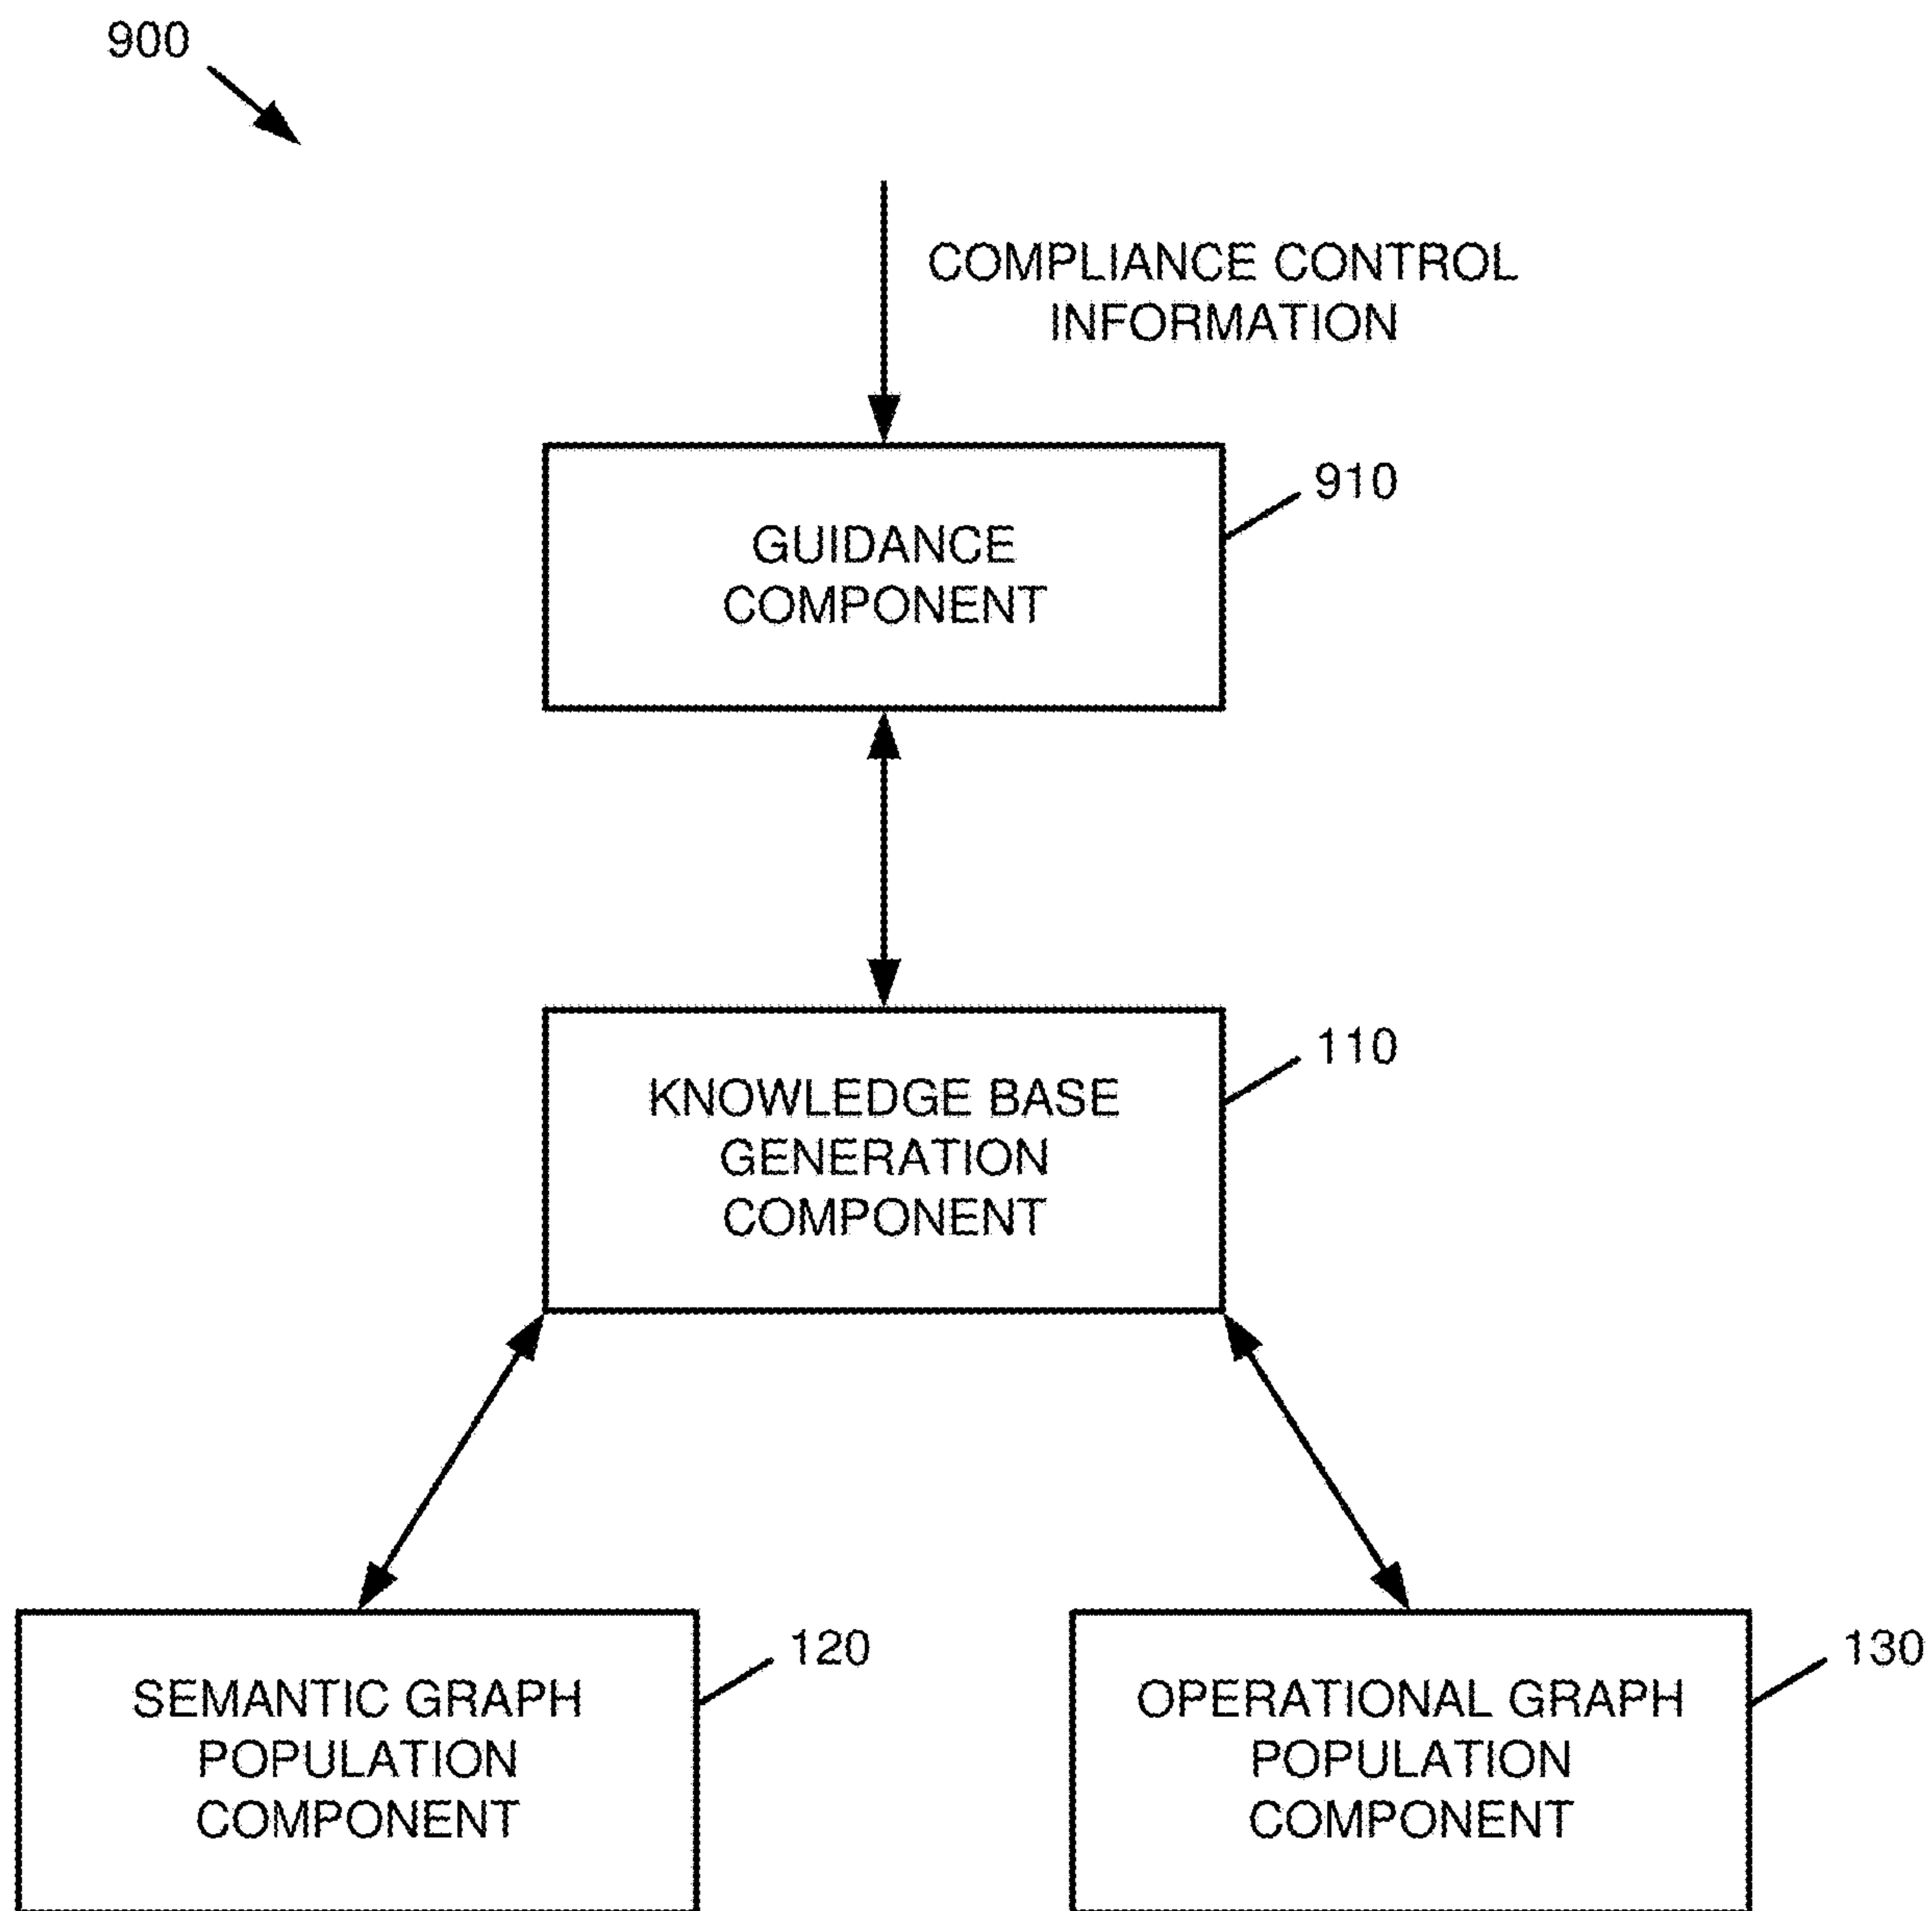 900
COMPLIANCE CONTROL
INFORMATION
910
GUIDANCE
COMPONENT
110
KNOWLEDGE BASE
GENERATION
COMPONENT
120
SEMANTIC GRAPH
POPULATION
COMPONENT
130
OPERATIONAL GRAPH
POPULATION
COMPONENT